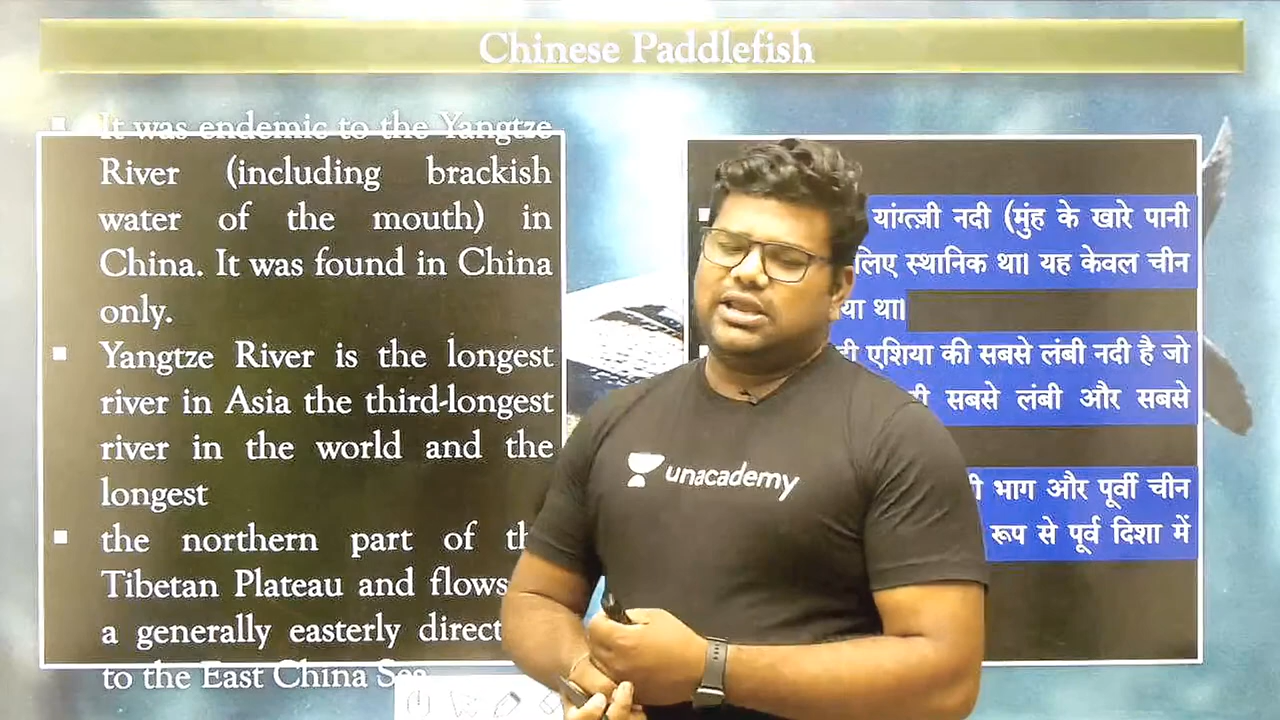 Chinese Paddlefish
It was endemic to the Yangtze
River (including brackish
water of the mouth) in
China. It was found in China
only.
Yangtze River is the longest
river in Asia the third-longest
river in the world and the
longest
the northern part of
Tibetan Plateau and flows
a generally easterly
to the East China
यांग्त्ज़ी नदी (मुंह के खारे पानी
लिए स्थानिक था। यह केवल चीन
था।
एशिया की सबसे लंबी नदी है जो
सबसे लंबी और सबसे
भाग और पूर्वी चीन
रूप से पूर्व दिशा में
unacademy